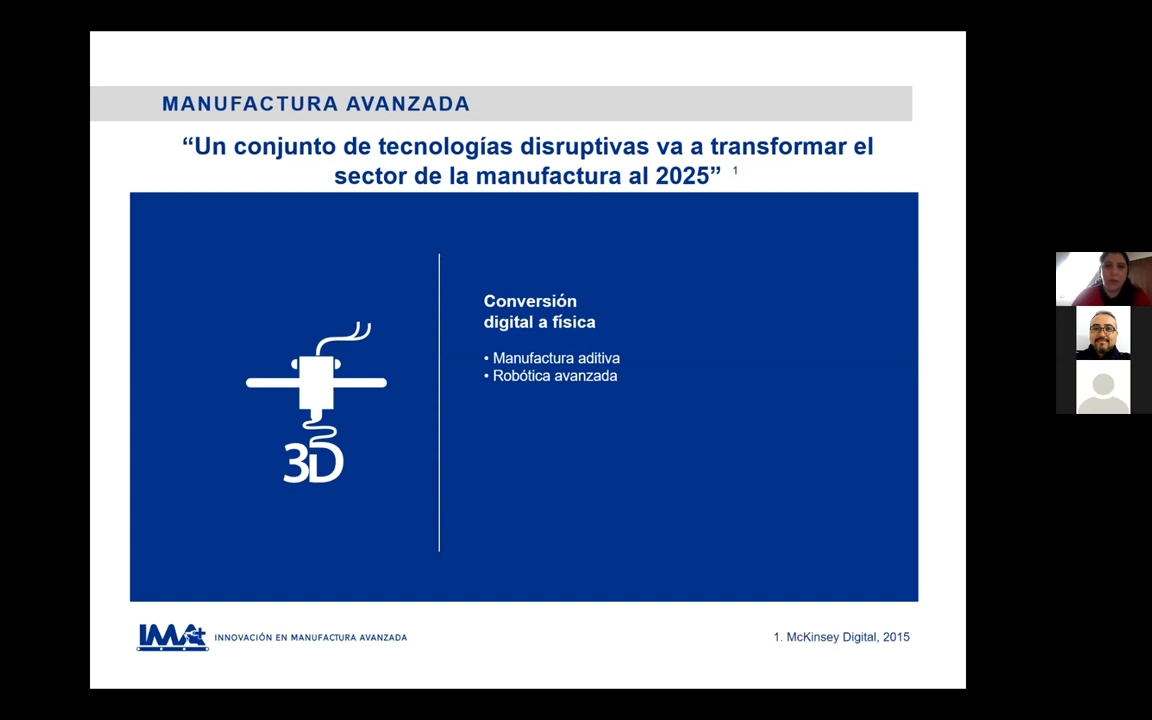 MANUFACTURA AVANZADA
“Un conjunto de tecnologías disruptivas va a transformar el
sector de la manufactura al 2025” 1
Conversión
digital a física
• Manufactura aditiva
• Robótica avanzada
3D
IMA INNOVACIÓN EN MANUFACTURA AVANZADA
1. McKinsey Digital, 2015